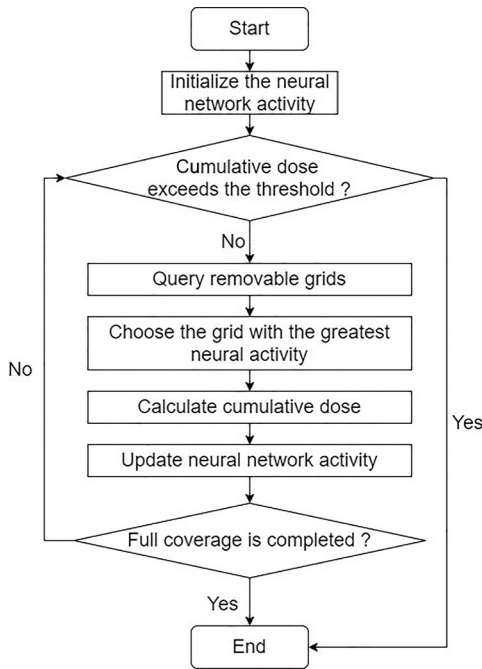 Start
Initialize the neural
network activity
Cumulative dose
exceeds the threshold ?
No
Query removable grids
Choose the grid with the greatest
neural activity
No
Calculate cumulative dose
Yes
Update neural network activity
Full coverage is completed ?
Yes
End